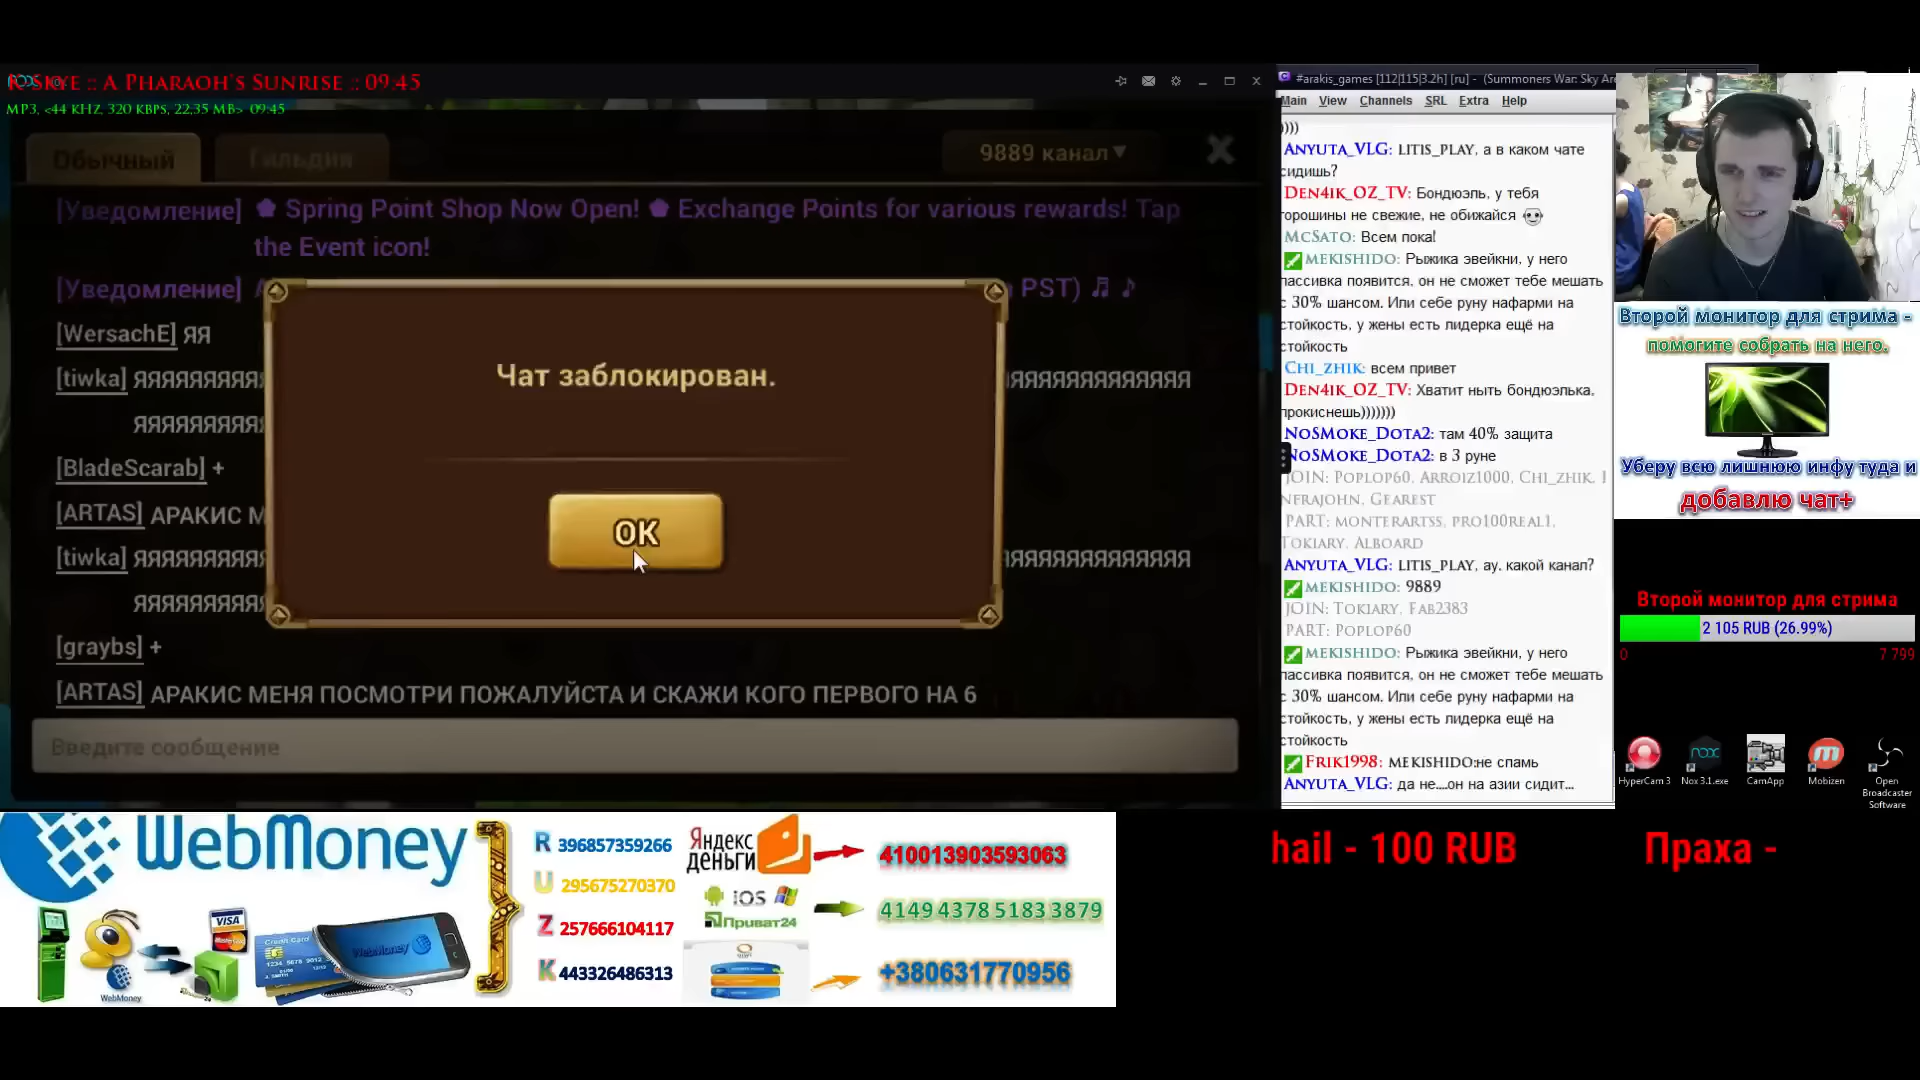 R-Skye :: A Pharaoh's Sunrise :: 09:45
MP3, <44 KHZ, 320 KBPS, 22,35 MB> 09:45
Обычный
Гильдия
9889 канал▼
[Уведомление] Spring Point Shop Now Open! Exchange Points for various rewards! Tap
the Event icon!
[Уведомление]
PST)
[WersachE] яя
[tiwka]
[BladeScarab] +
[ARTAS] АРАКИС М
[tiwka]
[graybs] +
[ARTAS] АРАКИС МЕНЯ ПОСМОТРИ ПОЖАЛУЙСТА И СКАЖИ КОГО ПЕРВОГО НА 6
Введите сообщение
Чат заблокирован.
OK
#arakis_games [112|115|3.2h] [ru] - (Summoners War: Sky Are
Main View Channels SRL Extra Help
))))
Anyuta_VLG: LITIS_PLAY, а в каком чате
сидишь?
Den4ik_OZ_TV: Бондюэль, у тебя
горошины не свежие, не обижайся
McSato: Всем пока!
mekishido: Рыжика эвейкни, у него
пассивка появится, он не сможет тебе мешать
с 30% шансом. Или себе руну нафарми на
стойкость, у жены есть лидерка ещё на
стойкость
Chi_zhik: всем привет
Den4ik_OZ_TV: Хватит ныть бондюэлька,
прокиснешь)))))))
NoSmoke_Dota2: там 40% защита
NoSmoke_Dota2: в 3 руне
JOIN: Poplop60, Arroiz1000, Chi_zhik, I
nfrajohn, Gearest
PART: monterartss, pro100real1,
Tokiary, Alboard
Anyuta_VLG: LITIS_PLAY, ау, какой канал?
mekishido: 9889
JOIN: Tokiary, Fab2383
PART: Poplop60
mekishido: Рыжика эвейкни, у него
пассивка появится, он не сможет тебе мешать
с 30% шансом. Или себе руну нафарми на
стойкость, у жены есть лидерка ещё на
стойкость
Frik1998: mekishido:не спамь
Anyuta_VLG: да не....он на азии сидит...
Второй монитор для стрима -
помогите собрать на него.
Уберу всю лишнюю инфу туда и
добавлю чат+
Второй монитор для стрима
2 105 RUB (26.99%)
0
7 799
HyperCam 3
Nox 3.1.exe
CamApp
Mobizen
Open
Broadcaster
Software
WebMoney
VISA
WebMoney
WebMoney
R 396857359266
U 295675270370
Z 257666104117
K 443326486313
Яндекс
деньги
iOS
Приват24
410013903593063
4149 4378 5183 3879
+380631770956
hail - 100 RUB
Праха -